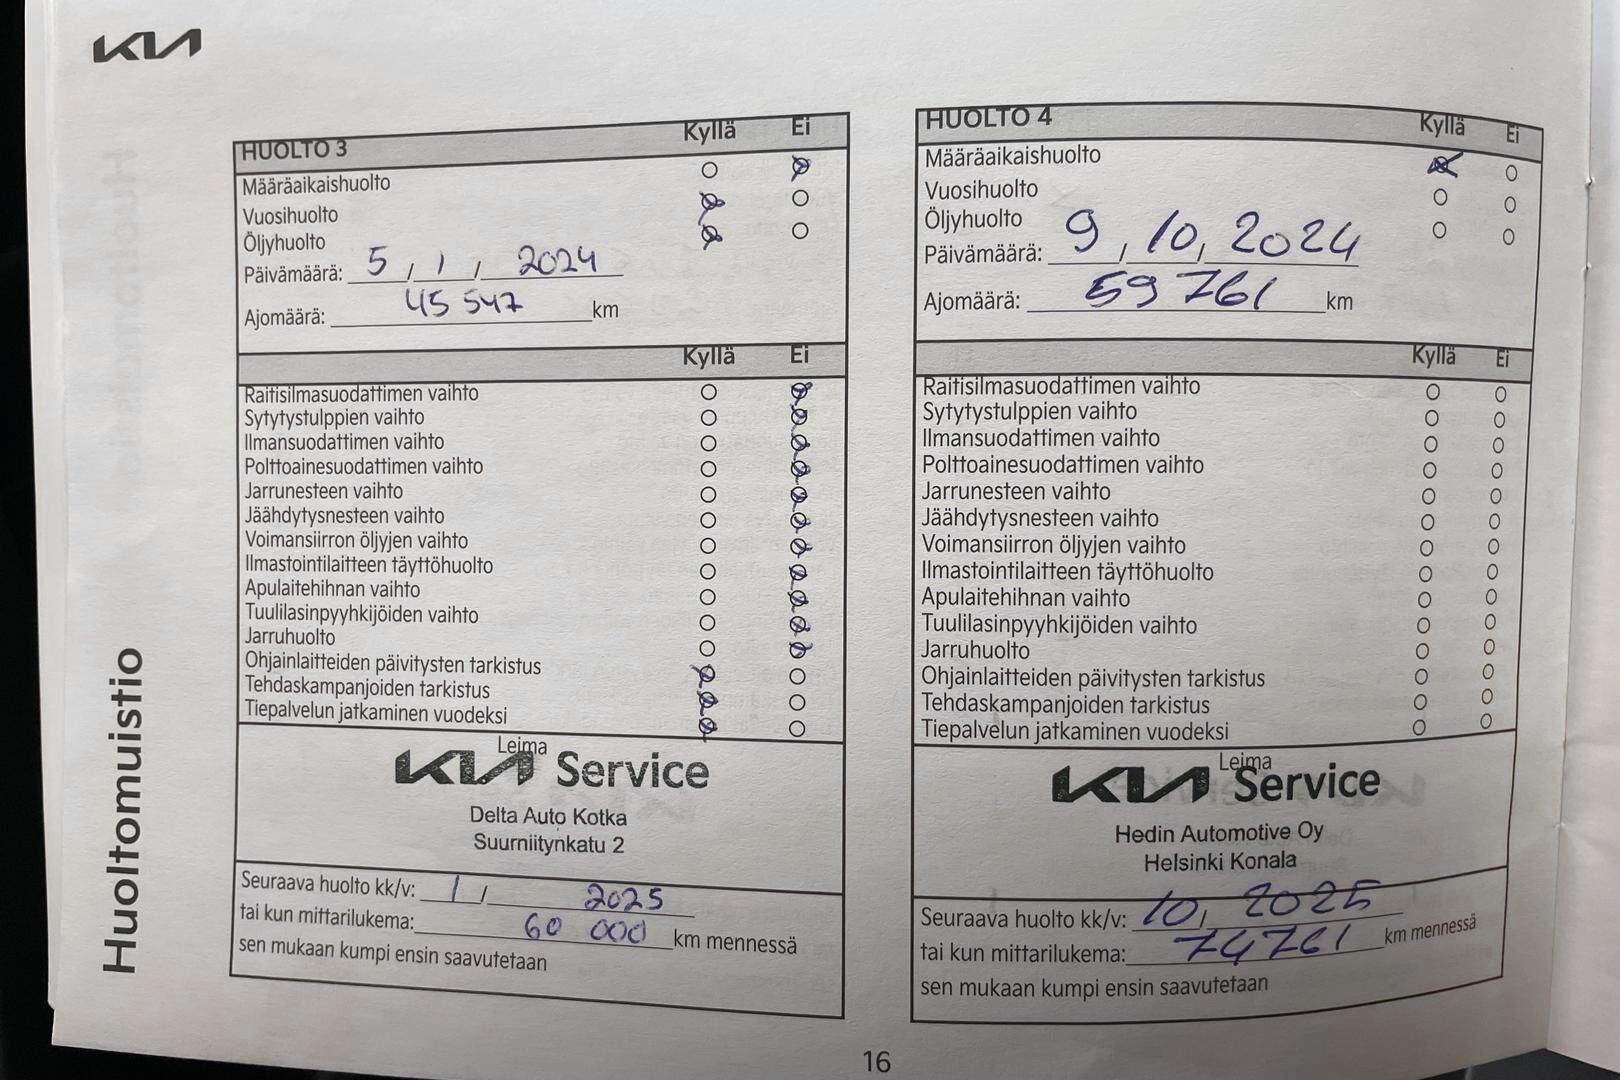 KIA
Huoltomuistio
HUOLTO 3 Kyllä Ei
Määräaikaishuolto
Vuosihuolto
Öljyhuolto
Päivämäärä: 5 / 1 / 2024
Ajomäärä: 45 547 km
Kyllä Ei
Raitisilmasuodattimen vaihto
Sytytystulppien vaihto
Ilmansuodattimen vaihto
Polttoainesuodattimen vaihto
Jarrunesteen vaihto
Jäähdytysnesteen vaihto
Voimansiirron öljyjen vaihto
Ilmastointilaitteen täyttöhuolto
Apulaitehihnan vaihto
Tuulilasinpyyhkijöiden vaihto
Jarruhuolto
Ohjainlaitteiden päivitysten tarkistus
Tehdaskampanjoiden tarkistus
Tiepalvelun jatkaminen vuodeksi
Leima
KIA Service
Delta Auto Kotka
Suurniitynkatu 2
Seuraava huolto kk/v: 1 / 2025
tai kun mittarilukema: 60 000 km mennessä
sen mukaan kumpi ensin saavutetaan
HUOLTO 4 Kyllä Ei
Määräaikaishuolto
Vuosihuolto
Öljyhuolto
Päivämäärä: 9 / 10 / 2024
Ajomäärä: 59 761 km
Kyllä Ei
Raitisilmasuodattimen vaihto
Sytytystulppien vaihto
Ilmansuodattimen vaihto
Polttoainesuodattimen vaihto
Jarrunesteen vaihto
Jäähdytysnesteen vaihto
Voimansiirron öljyjen vaihto
Ilmastointilaitteen täyttöhuolto
Apulaitehihnan vaihto
Tuulilasinpyyhkijöiden vaihto
Jarruhuolto
Ohjainlaitteiden päivitysten tarkistus
Tehdaskampanjoiden tarkistus
Tiepalvelun jatkaminen vuodeksi
Leima
KIA Service
Hedin Automotive Oy
Helsinki Konala
Seuraava huolto kk/v: 10 / 2025
tai kun mittarilukema: 74761 km mennessä
sen mukaan kumpi ensin saavutetaan
16